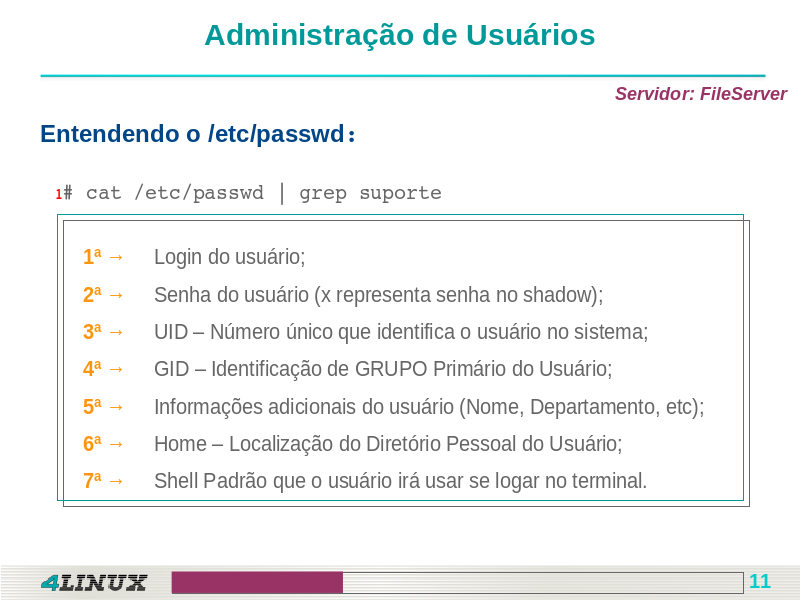 Administração de Usuários
Servidor: FileServer
Entendendo o /etc/passwd:
1# cat /etc/passwd | grep suporte
1ª → Login do usuário;
2ª → Senha do usuário (x representa senha no shadow);
3ª → UID – Número único que identifica o usuário no sistema;
4ª → GID – Identificação de GRUPO Primário do Usuário;
5ª → Informações adicionais do usuário (Nome, Departamento, etc);
6ª → Home – Localização do Diretório Pessoal do Usuário;
7ª → Shell Padrão que o usuário irá usar se logar no terminal.
4LINUX
11